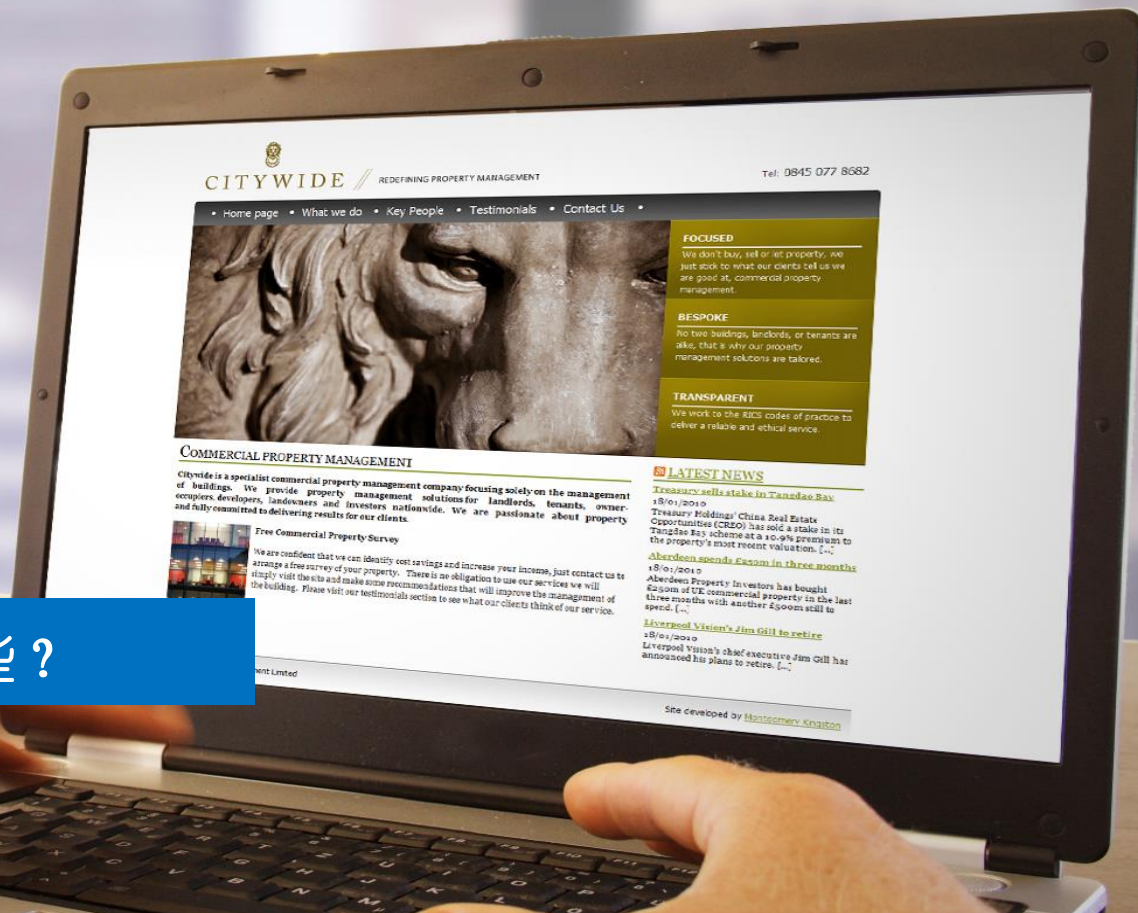 CITYWIDE // REDEFINING PROPERTY MANAGEMENT
Tel: 0845 077 8682
• Home page • What we do • Key People • Testimonials • Contact Us •
FOCUSED
We don't buy, sell or let property, we
just stick to what our clients tell us we
are good at, commercial property
management.
BESPOKE
No two buildings, landlords, or tenants are
alike, that is why our property
management solutions are tailored.
TRANSPARENT
We work to the RICS codes of practice to
deliver a reliable and ethical service.
COMMERCIAL PROPERTY MANAGEMENT
Citywide is a specialist commercial property management company focusing solely on the management
of buildings. We provide property management solutions for landlords, tenants, owner-
occupiers, developers, landowners and investors nationwide. We are passionate about property
and fully committed to delivering results for our clients.
Free Commercial Property Survey
We are confident that we can identify cost savings and increase your income, just contact us to
arrange a free survey of your property. There is no obligation to use our services we will
simply visit the site and make some recommendations that will improve the management of
the building. Please visit our testimonials section to see what our clients think of our service.
LATEST NEWS
Treasury sells stake in Tangdao Bay
18/01/2010
Treasury Holdings' China Real Estate
Opportunities (CREO) has sold a stake in its
Tangdao Bay scheme at a 10.9% premium to
the property's most recent valuation. [...]
Aberdeen spends £250m in three months
18/01/2010
Aberdeen Property Investors has bought
£250m of UK commercial property in the last
three months with another £500m still to
spend. [...]
Liverpool Vision's Jim Gill to retire
18/01/2010
Liverpool Vision's chief executive Jim Gill has
announced his plans to retire. [...]
Limited
Site developed by Montgomery Kingston
?